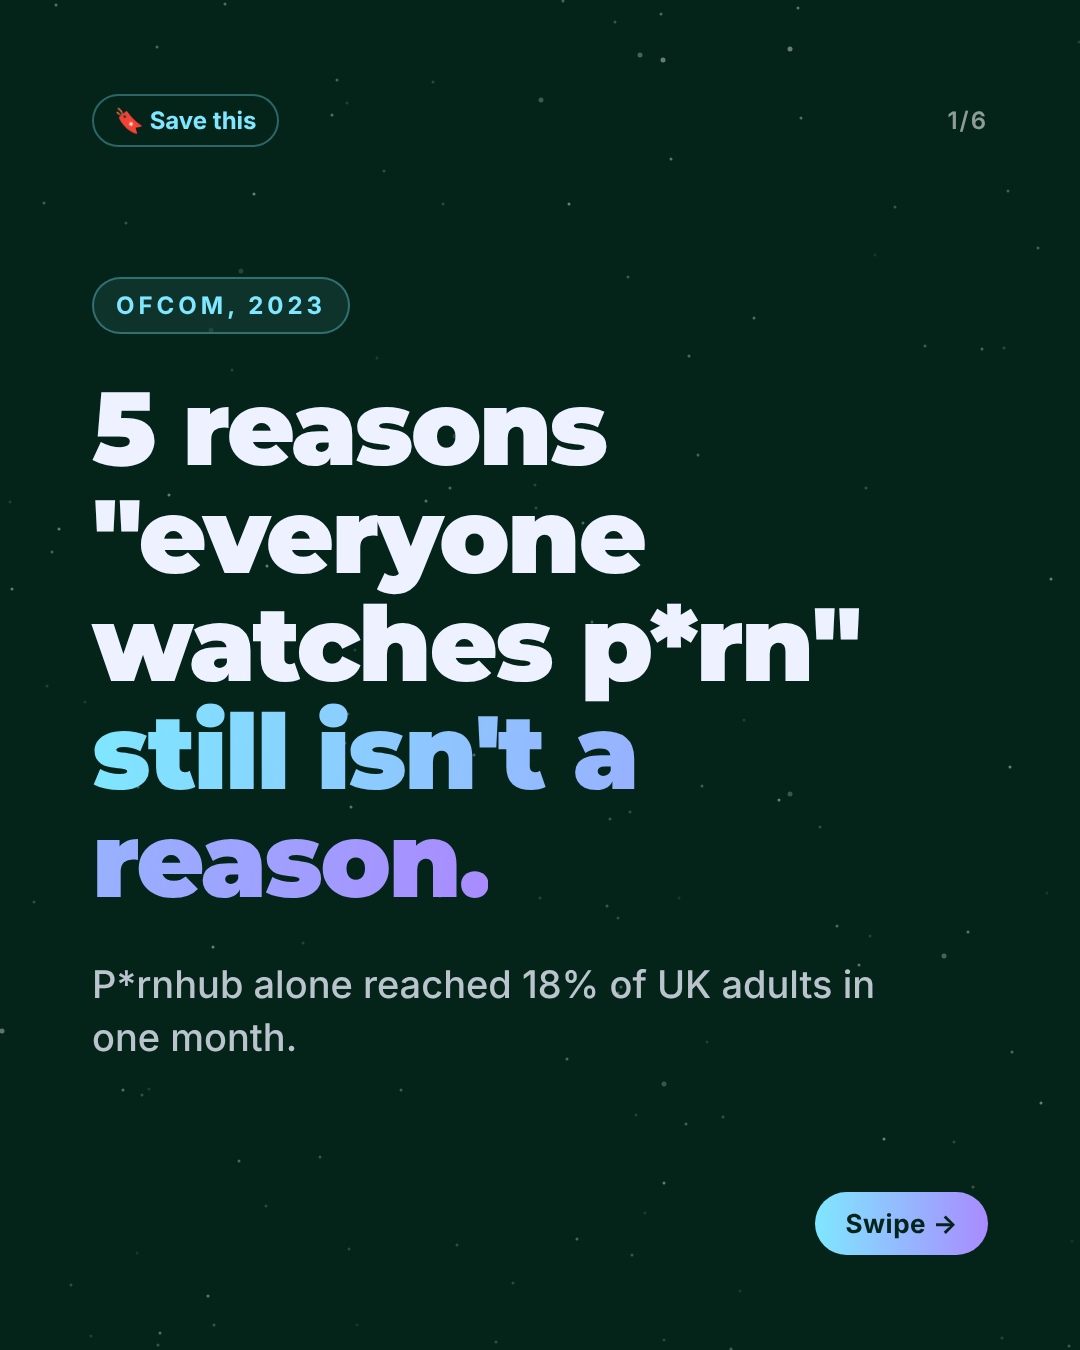 🔖 Save this
1/6
OFCOM, 2023
5 reasons
"everyone
watches p*rn"
still isn't a
reason.
P*rnhub alone reached 18% of UK adults in
one month.
Swipe →